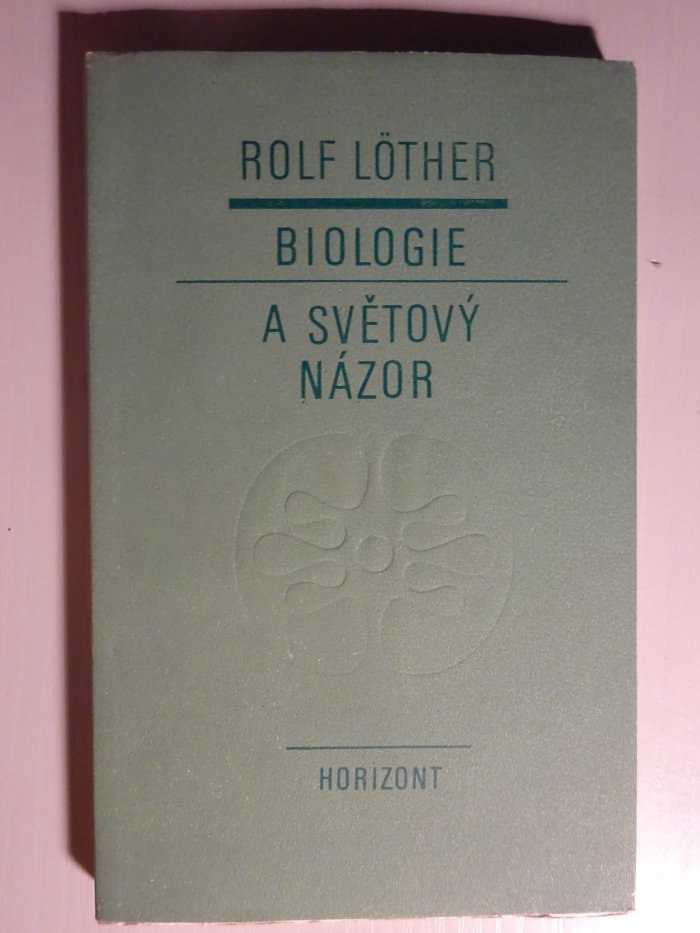 ROLF LÖTHER
BIOLOGIE
A SVĚTOVÝ
NÁZOR
HORIZONT